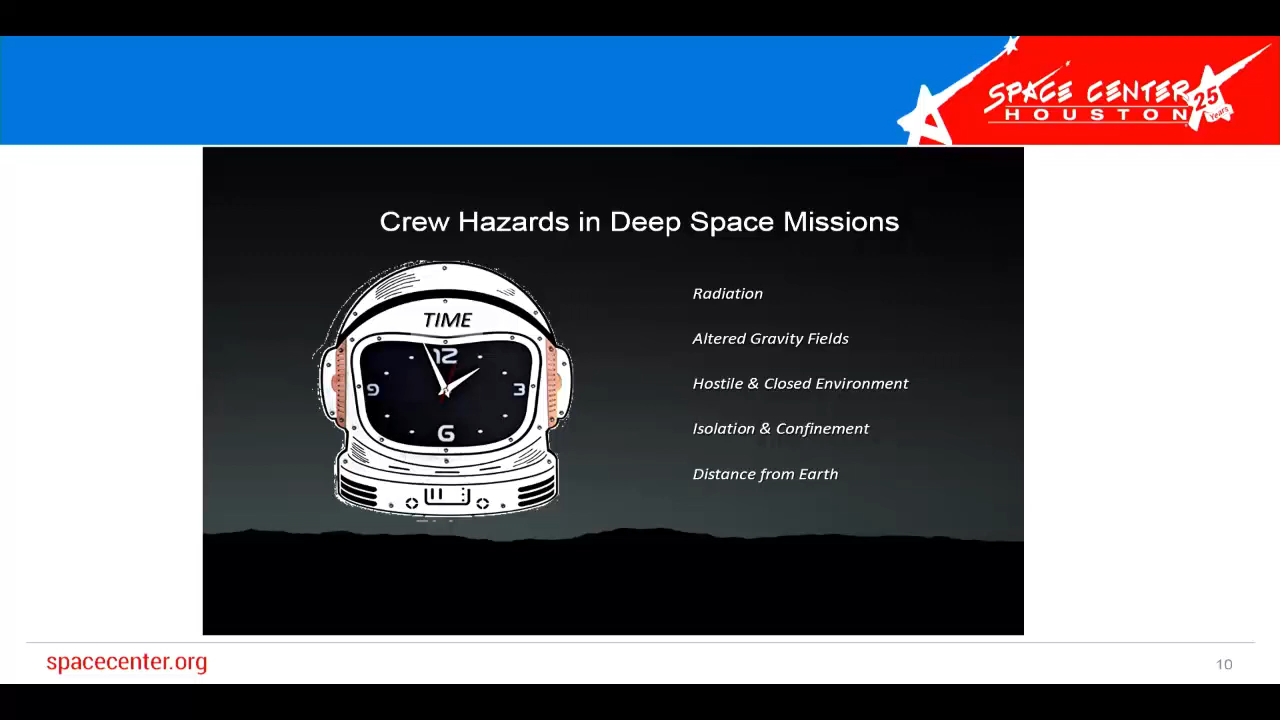 SPACE CENTER
HOUSTON
25
Years
Crew Hazards in Deep Space Missions
TIME
12
3
6
9
Radiation
Altered Gravity Fields
Hostile & Closed Environment
Isolation & Confinement
Distance from Earth
spacecenter.org
10